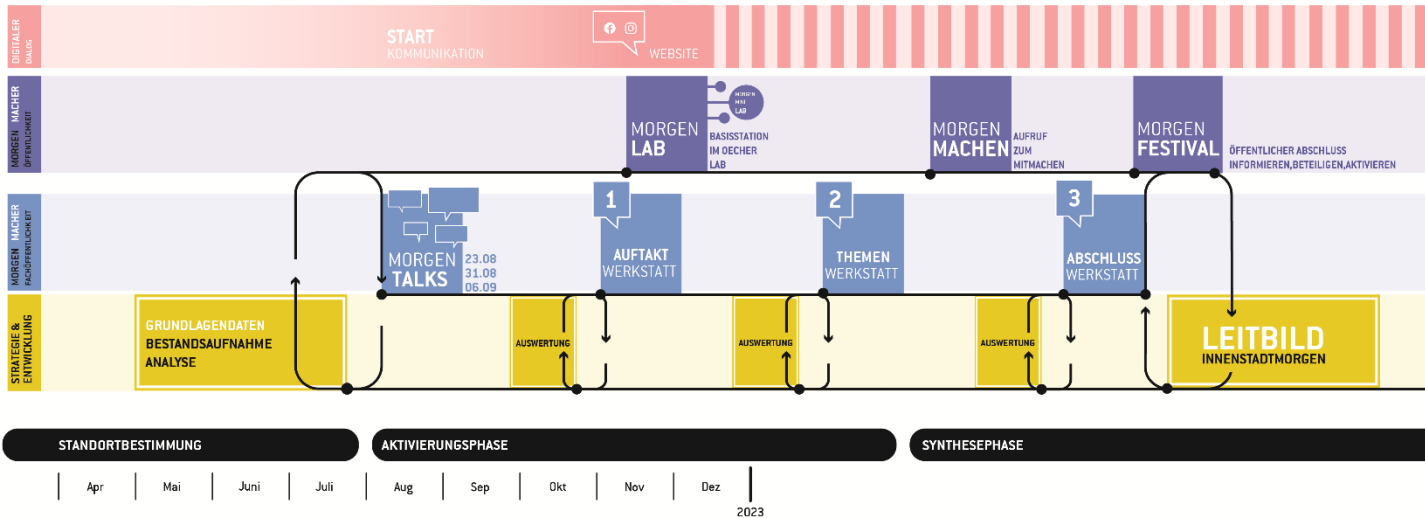 DIGITALER
DIALOG
START
KOMMUNIKATION
WEBSITE
MORGEN MACHER
ÖFFENTLICHKEIT
MORGEN
LAB
MORGEN
MINI
LAB
BASISSTATION
IM OECHER
LAB
MORGEN
MACHEN
AUFRUF
ZUM
MITMACHEN
MORGEN
FESTIVAL
ÖFFENTLICHER ABSCHLUSS
INFORMIEREN,BETEILIGEN,AKTIVIEREN
MORGEN MACHER
FACHÖFFENTLICHKEIT
MORGEN
TALKS
23.08
31.08
06.09
1
AUFTAKT
WERKSTATT
2
THEMEN
WERKSTATT
3
ABSCHLUSS
WERKSTATT
STRATEGIE &
ENTWICKLUNG
GRUNDLAGENDATEN
BESTANDSAUFNAHME
ANALYSE
AUSWERTUNG
AUSWERTUNG
AUSWERTUNG
LEITBILD
INNENSTADTMORGEN
STANDORTBESTIMMUNG
AKTIVIERUNGSPHASE
SYNTHESEPHASE
Apr
Mai
Juni
Juli
Aug
Sep
Okt
Nov
Dez
2023